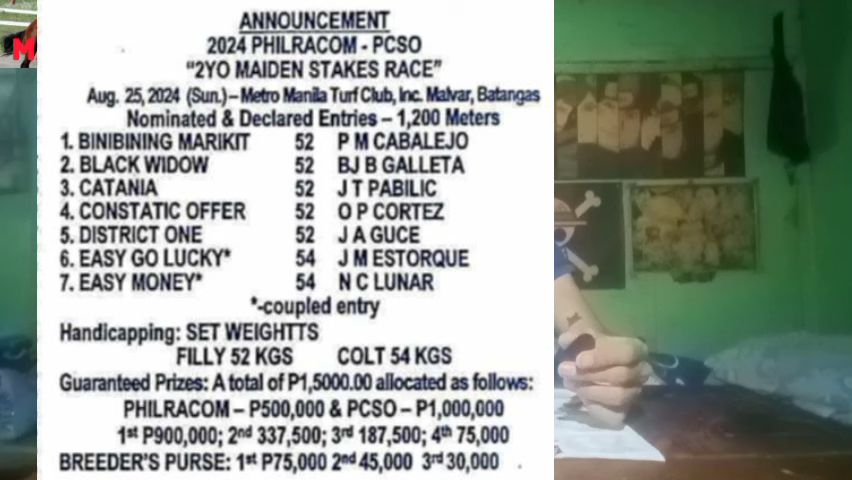 ANNOUNCEMENT
2024 PHILRACOM - PCSO
"2YO MAIDEN STAKES RACE"
Aug. 25, 2024 (Sun.) – Metro Manila Turf Club, Inc. Malvar, Batangas
Nominated & Declared Entries – 1,200 Meters
1. BINIBINING MARIKIT 52 P M CABALEJO
2. BLACK WIDOW 52 BJ B GALLETA
3. CATANIA 52 J T PABILIC
4. CONSTATIC OFFER 52 O P CORTEZ
5. DISTRICT ONE 52 J A GUCE
6. EASY GO LUCKY* 54 J M ESTORQUE
7. EASY MONEY* 54 N C LUNAR
*-coupled entry
Handicapping: SET WEIGHTTS
FILLY 52 KGS COLT 54 KGS
Guaranteed Prizes: A total of P1,5000.00 allocated as follows:
PHILRACOM – P500,000 & PCSO – P1,000,000
1st P900,000; 2nd 337,500; 3rd 187,500; 4th 75,000
BREEDER'S PURSE: 1st P75,000 2nd 45,000 3rd 30,000